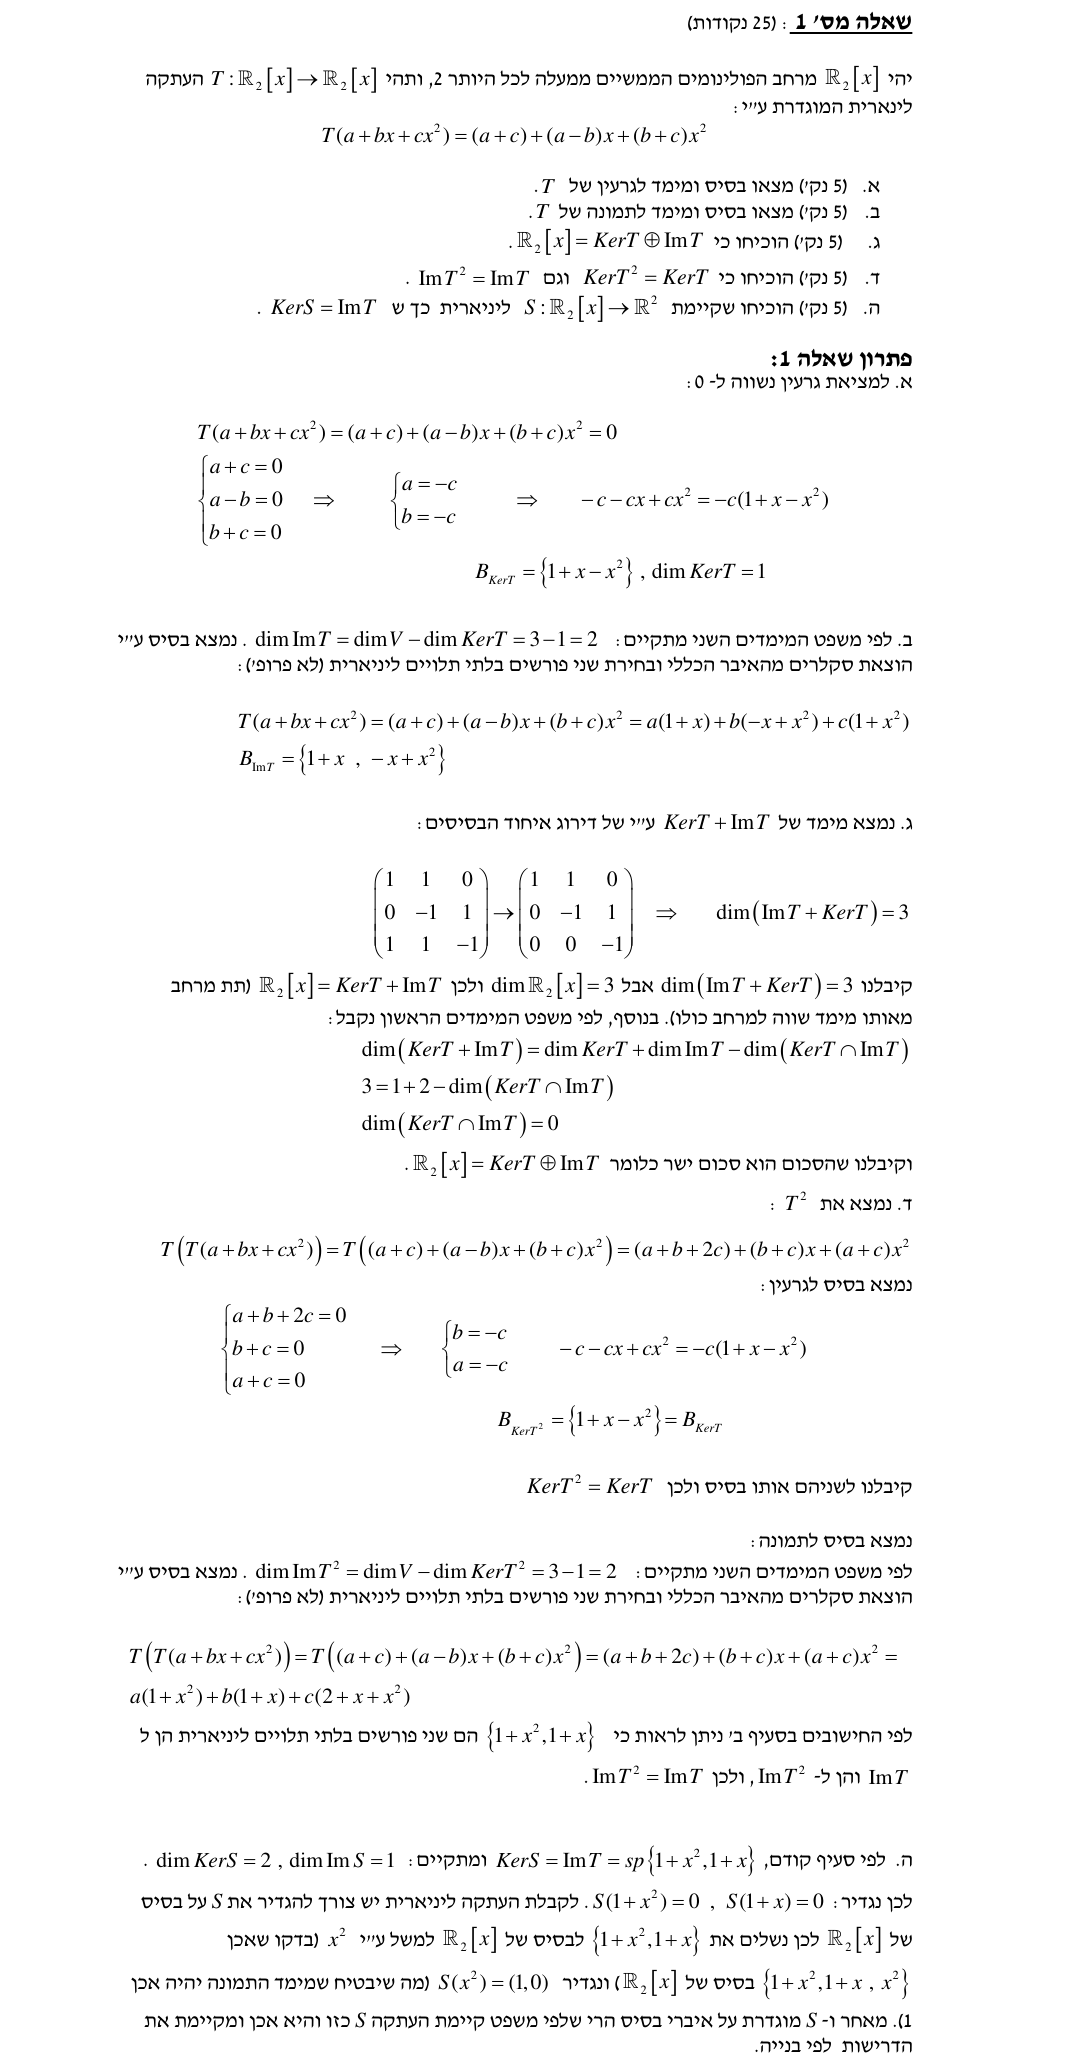 שאלה מס׳ 1 : (25 נקודות)
יהי ℝ₂[x] מרחב הפולינומים הממשיים ממעלה לכל היותר 2, ותהי T : ℝ₂[x] → ℝ₂[x] העתקה
לינארית המוגדרת ע״י :
T(a+bx+cx²) = (a+c)+(a−b)x+(b+c)x²
א. (5 נק׳) מצאו בסיס ומימד לגרעין של T .
ב. (5 נק׳) מצאו בסיס ומימד לתמונה של T .
ג. (5 נק׳) הוכיחו כי ℝ₂[x] = KerT ⊕ ImT .
ד. (5 נק׳) הוכיחו כי KerT² = KerT וגם ImT² = ImT .
ה. (5 נק׳) הוכיחו שקיימת S : ℝ₂[x] → ℝ² ליניארית כך ש KerS = ImT .
פתרון שאלה 1:
א. למציאת גרעין נשווה ל- 0 :
T(a+bx+cx²) = (a+c)+(a−b)x+(b+c)x² = 0
{a+c=0, a−b=0, b+c=0 ⇒ {a=−c, b=−c ⇒ −c−cx+cx² = −c(1+x−x²)
B_KerT = {1+x−x²} , dim KerT = 1
ב. לפי משפט המימדים השני מתקיים : dim ImT = dimV − dim KerT = 3−1 = 2 . נמצא בסיס ע״י
הוצאת סקלרים מהאיבר הכללי ובחירת שני פורשים בלתי תלויים ליניארית (לא פרופ׳) :
T(a+bx+cx²) = (a+c)+(a−b)x+(b+c)x² = a(1+x)+b(−x+x²)+c(1+x²)
B_ImT = {1+x , −x+x²}
ג. נמצא מימד של KerT + ImT ע״י של דירוג איחוד הבסיסים :
(1 1 0; 0 −1 1; 1 1 −1) → (1 1 0; 0 −1 1; 0 0 −1) ⇒ dim(ImT + KerT) = 3
קיבלנו dim(ImT + KerT) = 3 אבל dim ℝ₂[x] = 3 ולכן ℝ₂[x] = KerT + ImT (תת מרחב
מאותו מימד שווה למרחב כולו). בנוסף, לפי משפט המימדים הראשון נקבל :
dim(KerT + ImT) = dim KerT + dim ImT − dim(KerT ∩ ImT)
3 = 1+2 − dim(KerT ∩ ImT)
dim(KerT ∩ ImT) = 0
וקיבלנו שהסכום הוא סכום ישר כלומר ℝ₂[x] = KerT ⊕ ImT .
ד. נמצא את T² :
T(T(a+bx+cx²)) = T((a+c)+(a−b)x+(b+c)x²) = (a+b+2c)+(b+c)x+(a+c)x²
נמצא בסיס לגרעין :
{a+b+2c=0, b+c=0, a+c=0 ⇒ {b=−c, a=−c −c−cx+cx² = −c(1+x−x²)
B_KerT² = {1+x−x²} = B_KerT
קיבלנו לשניהם אותו בסיס ולכן KerT² = KerT
נמצא בסיס לתמונה :
לפי משפט המימדים השני מתקיים : dim ImT² = dimV − dim KerT² = 3−1 = 2 . נמצא בסיס ע״י
הוצאת סקלרים מהאיבר הכללי ובחירת שני פורשים בלתי תלויים ליניארית (לא פרופ׳) :
T(T(a+bx+cx²)) = T((a+c)+(a−b)x+(b+c)x²) = (a+b+2c)+(b+c)x+(a+c)x² =
a(1+x²)+b(1+x)+c(2+x+x²)
לפי החישובים בסעיף ב׳ ניתן לראות כי {1+x²,1+x} הם שני פורשים בלתי תלויים ליניארית הן ל
ImT והן ל- ImT² , ולכן ImT² = ImT .
ה. לפי סעיף קודם, KerS = ImT = sp{1+x²,1+x} ומתקיים : dim KerS = 2 , dim ImS = 1 .
לכן נגדיר : S(1+x²) = 0 , S(1+x) = 0 . לקבלת העתקה ליניארית יש צורך להגדיר את S על בסיס
של ℝ₂[x] לכן נשלים את {1+x²,1+x} לבסיס של ℝ₂[x] למשל ע״י x² (בדקו שאכן
{1+x²,1+x , x²} בסיס של ℝ₂[x]) ונגדיר S(x²) = (1,0) (מה שיבטיח שמימד התמונה יהיה אכן
1). מאחר ו- S מוגדרת על איברי בסיס הרי שלפי משפט קיימת העתקה S כזו והיא אכן ומקיימת את
הדרישות לפי בנייה.